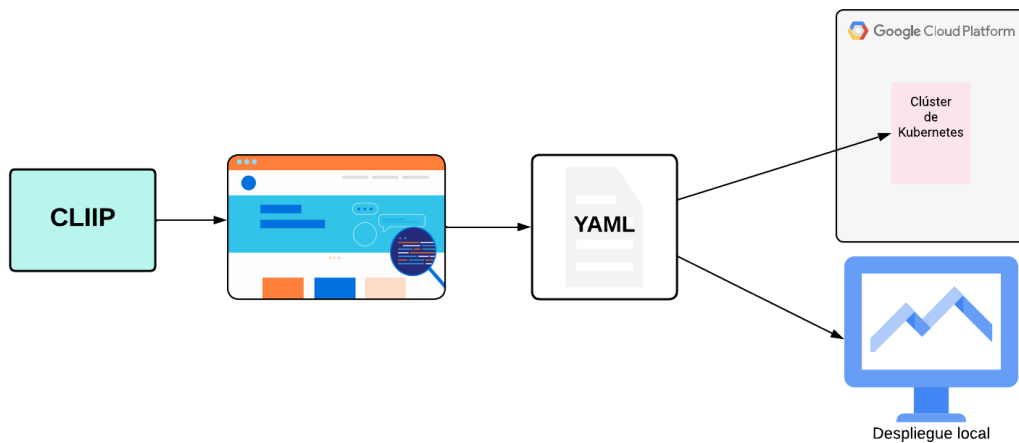 CLIIP
YAML
Google Cloud Platform
Clúster
de
Kubernetes
Despliegue local